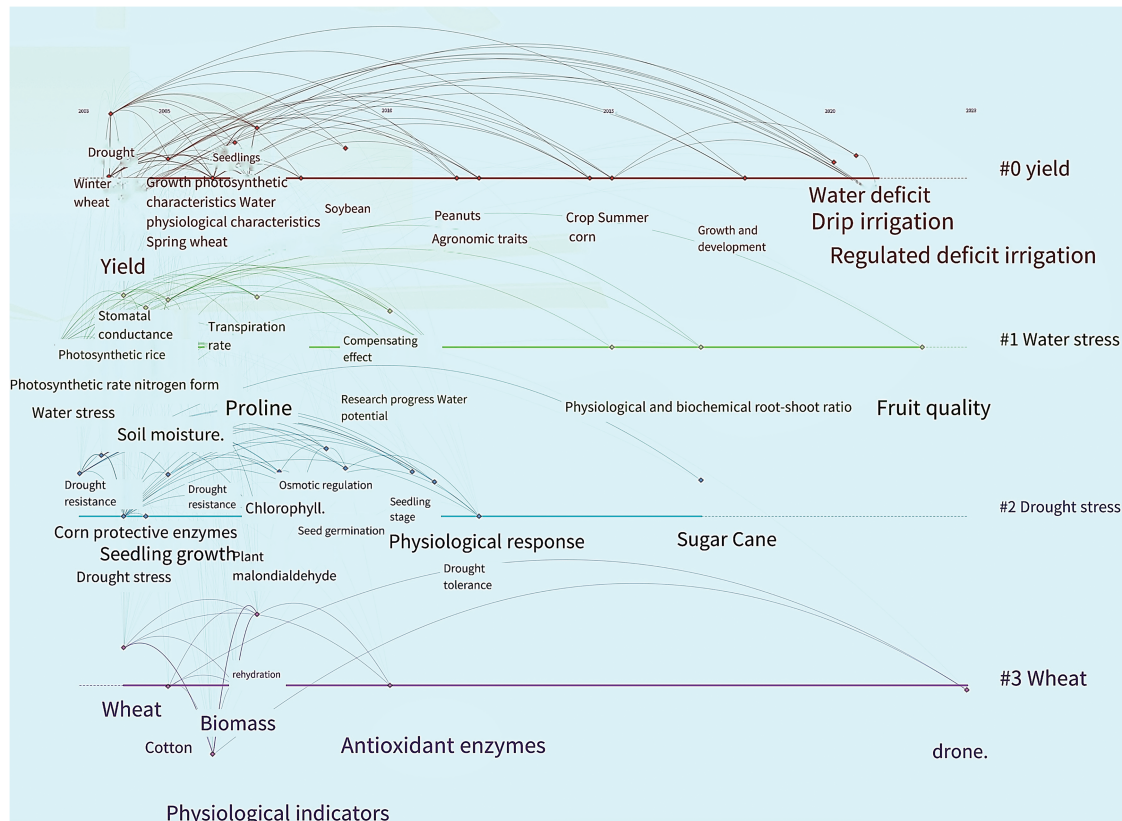 2003
2005
2010
2015
2020
2023
Drought
Seedlings
#0 yield
Winter
wheat
Growth photosynthetic
characteristics Water
physiological characteristics
Spring wheat
Soybean
Peanuts
Agronomic traits
Crop Summer
corn
Growth and
development
Water deficit
Drip irrigation
Regulated deficit irrigation
Yield
Stomatal
conductance
Transpiration
rate
Compensating
effect
Photosynthetic rice
#1 Water stress
Photosynthetic rate nitrogen form
Water stress
Proline
Soil moisture.
Research progress Water
potential
Physiological and biochemical root-shoot ratio
Fruit quality
Drought
resistance
Drought
resistance
Osmotic regulation
Chlorophyll.
Seedling
stage
#2 Drought stress
Corn protective enzymes
Seed germination
Seedling growth
Physiological response
Sugar Cane
Drought stress
Plant
malondialdehyde
Drought
tolerance
rehydration
#3 Wheat
Wheat
Biomass
Cotton
Antioxidant enzymes
drone.
Physiological indicators